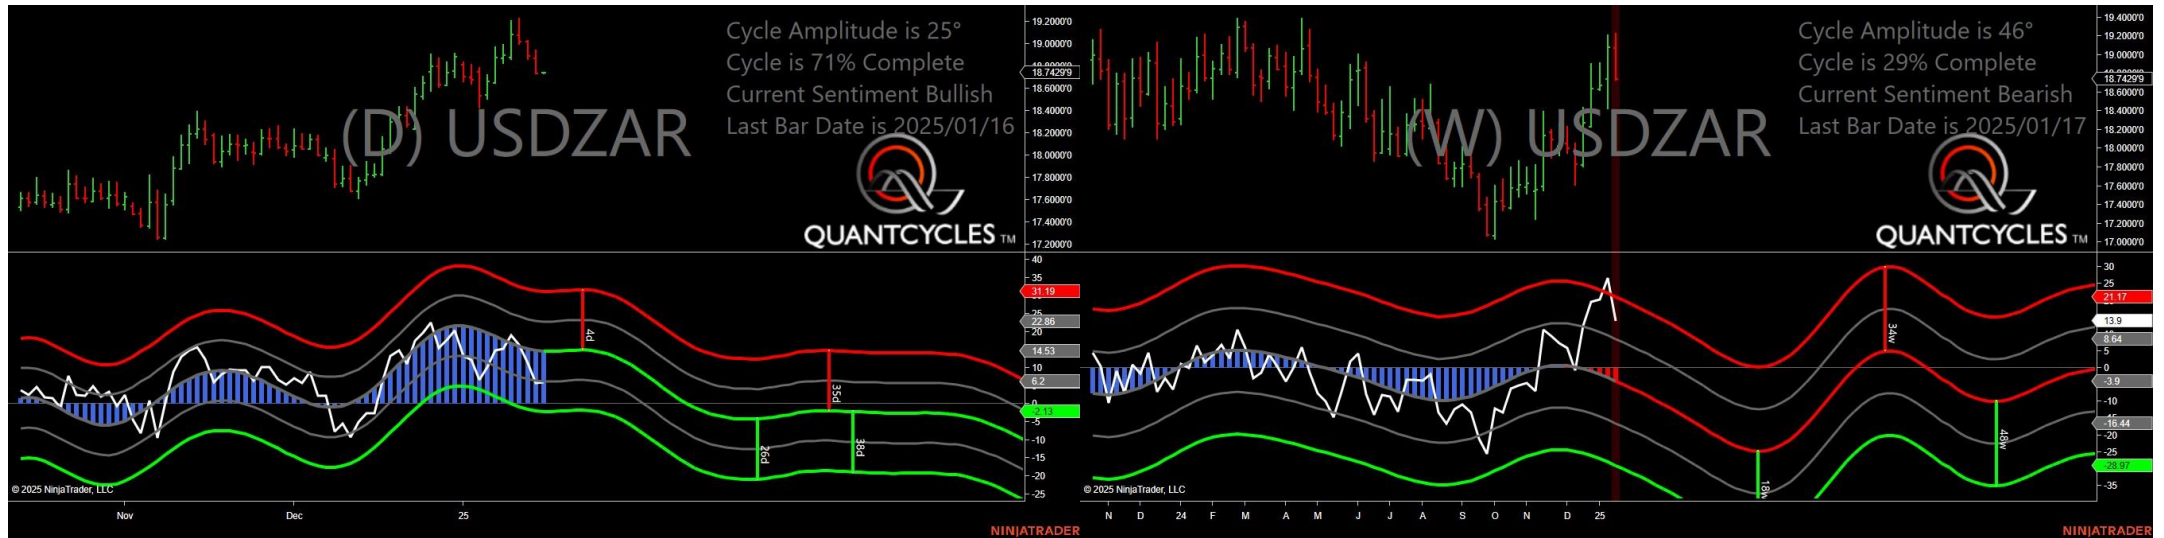 Cycle Amplitude is 25°
Cycle is 71% Complete
Current Sentiment Bullish
Last Bar Date is 2025/01/16
(D) USDZAR
QUANTCYCLES TM
19.2000'0
19.0000'0
18.7429'9
18.6000'0
18.4000'0
18.2000'0
18.0000'0
17.8000'0
17.6000'0
17.4000'0
17.2000'0
40
35
31.19
22.86
20
14.53
10
6.2
-2.13
-5
-10
-15
-20
-25
4d
26d
35d
38d
© 2025 NinjaTrader, LLC
Nov Dec 25
NINJATRADER
Cycle Amplitude is 46°
Cycle is 29% Complete
Current Sentiment Bearish
Last Bar Date is 2025/01/17
(W) USDZAR
QUANTCYCLES TM
19.4000'0
19.2000'0
19.0000'0
18.7429'9
18.6000'0
18.4000'0
18.2000'0
18.0000'0
17.8000'0
17.6000'0
17.4000'0
17.2000'0
17.0000'0
30
25
21.17
13.9
8.64
5
0
-3.9
-10
-16.44
-20
-25
-28.97
-35
18w
34w
48w
© 2025 NinjaTrader, LLC
N D 24 F M A M J J A S O N D 25
NINJATRADER